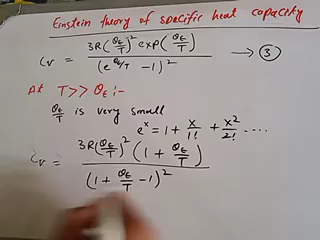 Einstein theory of specific heat capacity
Cv = 3R(θE/T)² exp(θE/T) / (e^θE/T − 1)² → ③
At T>> θE :-
θE/T is very small
e^x = 1 + x/1! + x²/2! .....
Cv = 3R(θE/T)² (1 + θE/T) / (1 + θE/T − 1)²